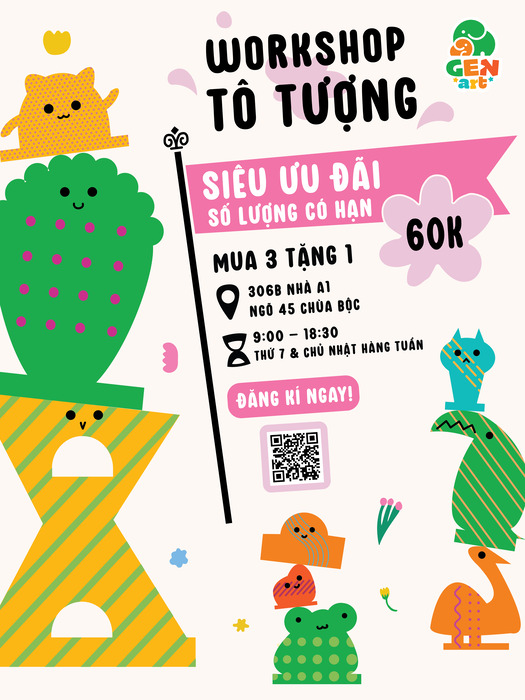 WORKSHOP
TÔ TƯỢNG
GEN
art
SIÊU ƯU ĐÃI
SỐ LƯỢNG CÓ HẠN
60K
MUA 3 TẶNG 1
306B NHÀ A1
NGÕ 45 CHÙA BỘC
9:00 – 18:30
THỨ 7 & CHỦ NHẬT HÀNG TUẦN
ĐĂNG KÍ NGAY!